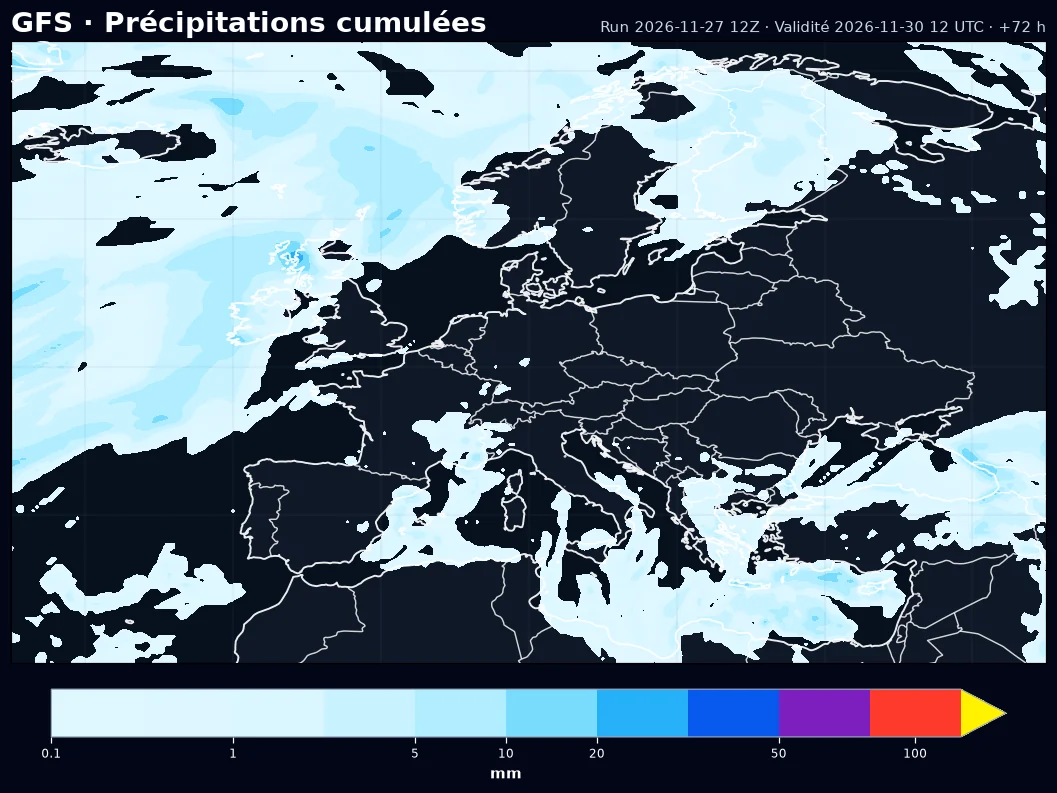 GFS · Précipitations cumulées
Run 2026-11-27 12Z · Validité 2026-11-30 12 UTC · +72 h
0.1 1 5 10 20 50 100
mm